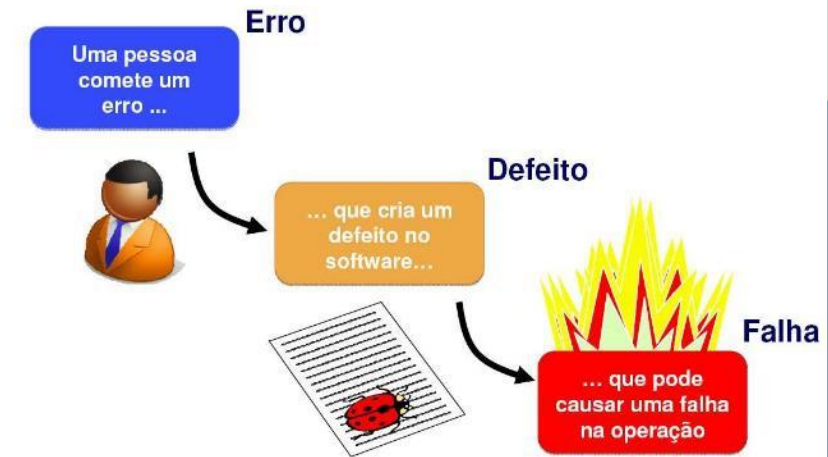 Erro
Uma pessoa
comete um
erro ...
Defeito
... que cria um
defeito no
software...
Falha
... que pode
causar uma falha
na operação